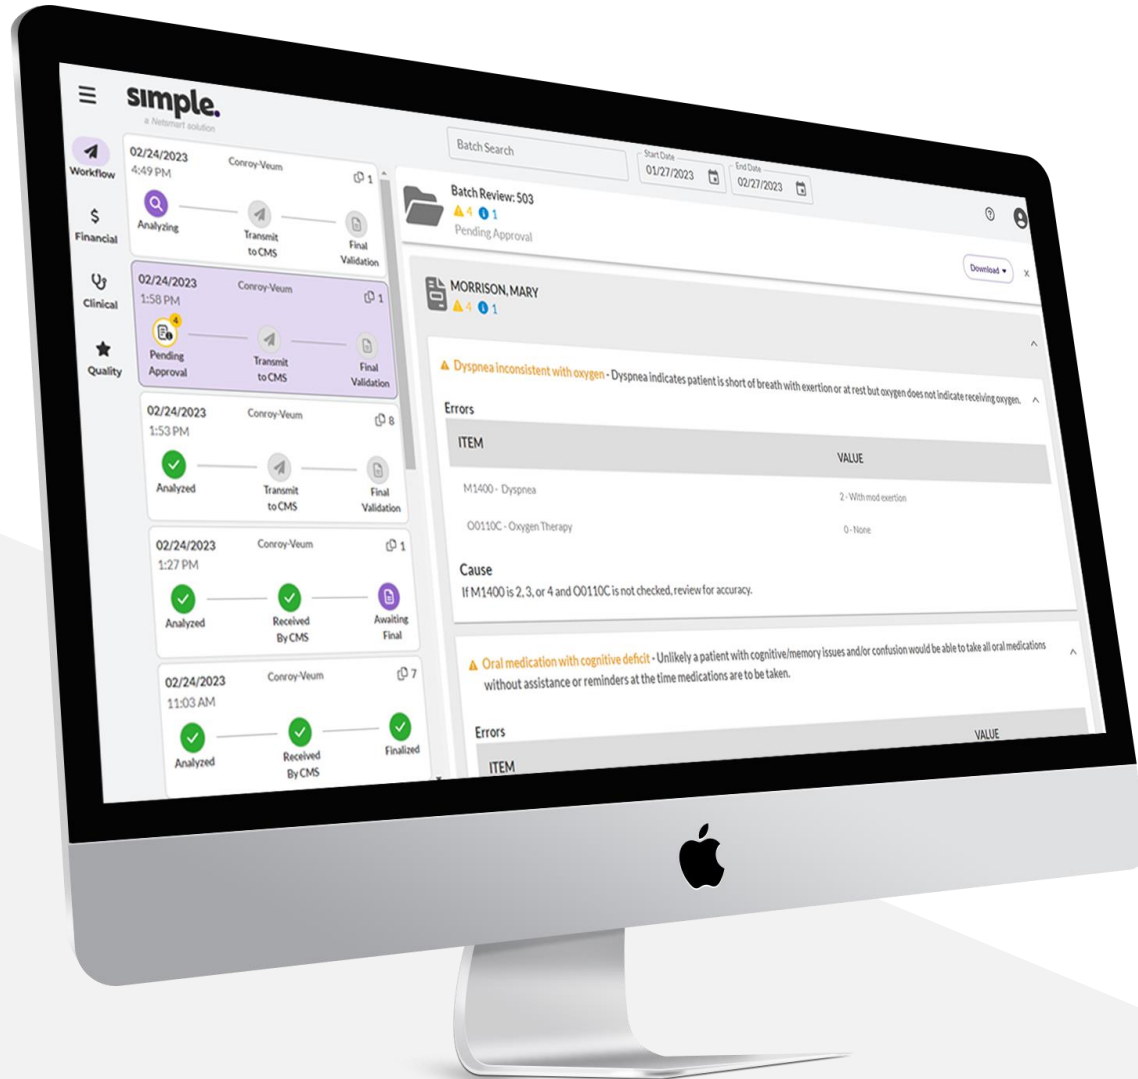 simple.
a Netsmart solution
Workflow
Financial
Clinical
Quality
02/24/2023
Conroy-Veum
1
4:49 PM
Analyzing
Transmit
to CMS
Final
Validation
02/24/2023
Conroy-Veum
1
1:58 PM
4
Pending
Approval
Transmit
to CMS
Final
Validation
02/24/2023
Conroy-Veum
8
1:53 PM
Analyzed
Transmit
to CMS
Final
Validation
02/24/2023
Conroy-Veum
1
1:27 PM
Analyzed
Received
By CMS
Awaiting
Final
02/24/2023
Conroy-Veum
7
11:03 AM
Analyzed
Received
By CMS
Finalized
Batch Search
Start Date
01/27/2023
End Date
02/27/2023
Batch Review: 503
4 1
Pending Approval
Download
x
MORRISON, MARY
4 1
Dyspnea inconsistent with oxygen - Dyspnea indicates patient is short of breath with exertion or at rest but oxygen does not indicate receiving oxygen.
Errors
ITEM VALUE
M1400 - Dyspnea 2 - With mod exertion
O0110C - Oxygen Therapy 0 - None
Cause
If M1400 is 2, 3, or 4 and O0110C is not checked, review for accuracy.
Oral medication with cognitive deficit - Unlikely a patient with cognitive/memory issues and/or confusion would be able to take all oral medications
without assistance or reminders at the time medications are to be taken.
Errors
ITEM VALUE